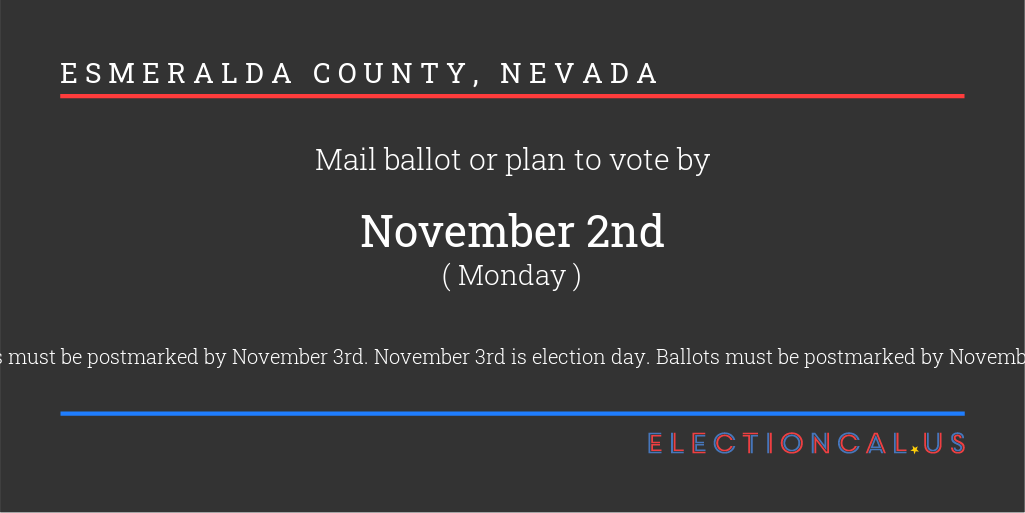 ESMERALDA COUNTY, NEVADA
Mail ballot or plan to vote by
November 2nd
( Monday )
must be postmarked by November 3rd. November 3rd is election day. Ballots must be postmarked by
ELECTIONCAL.US